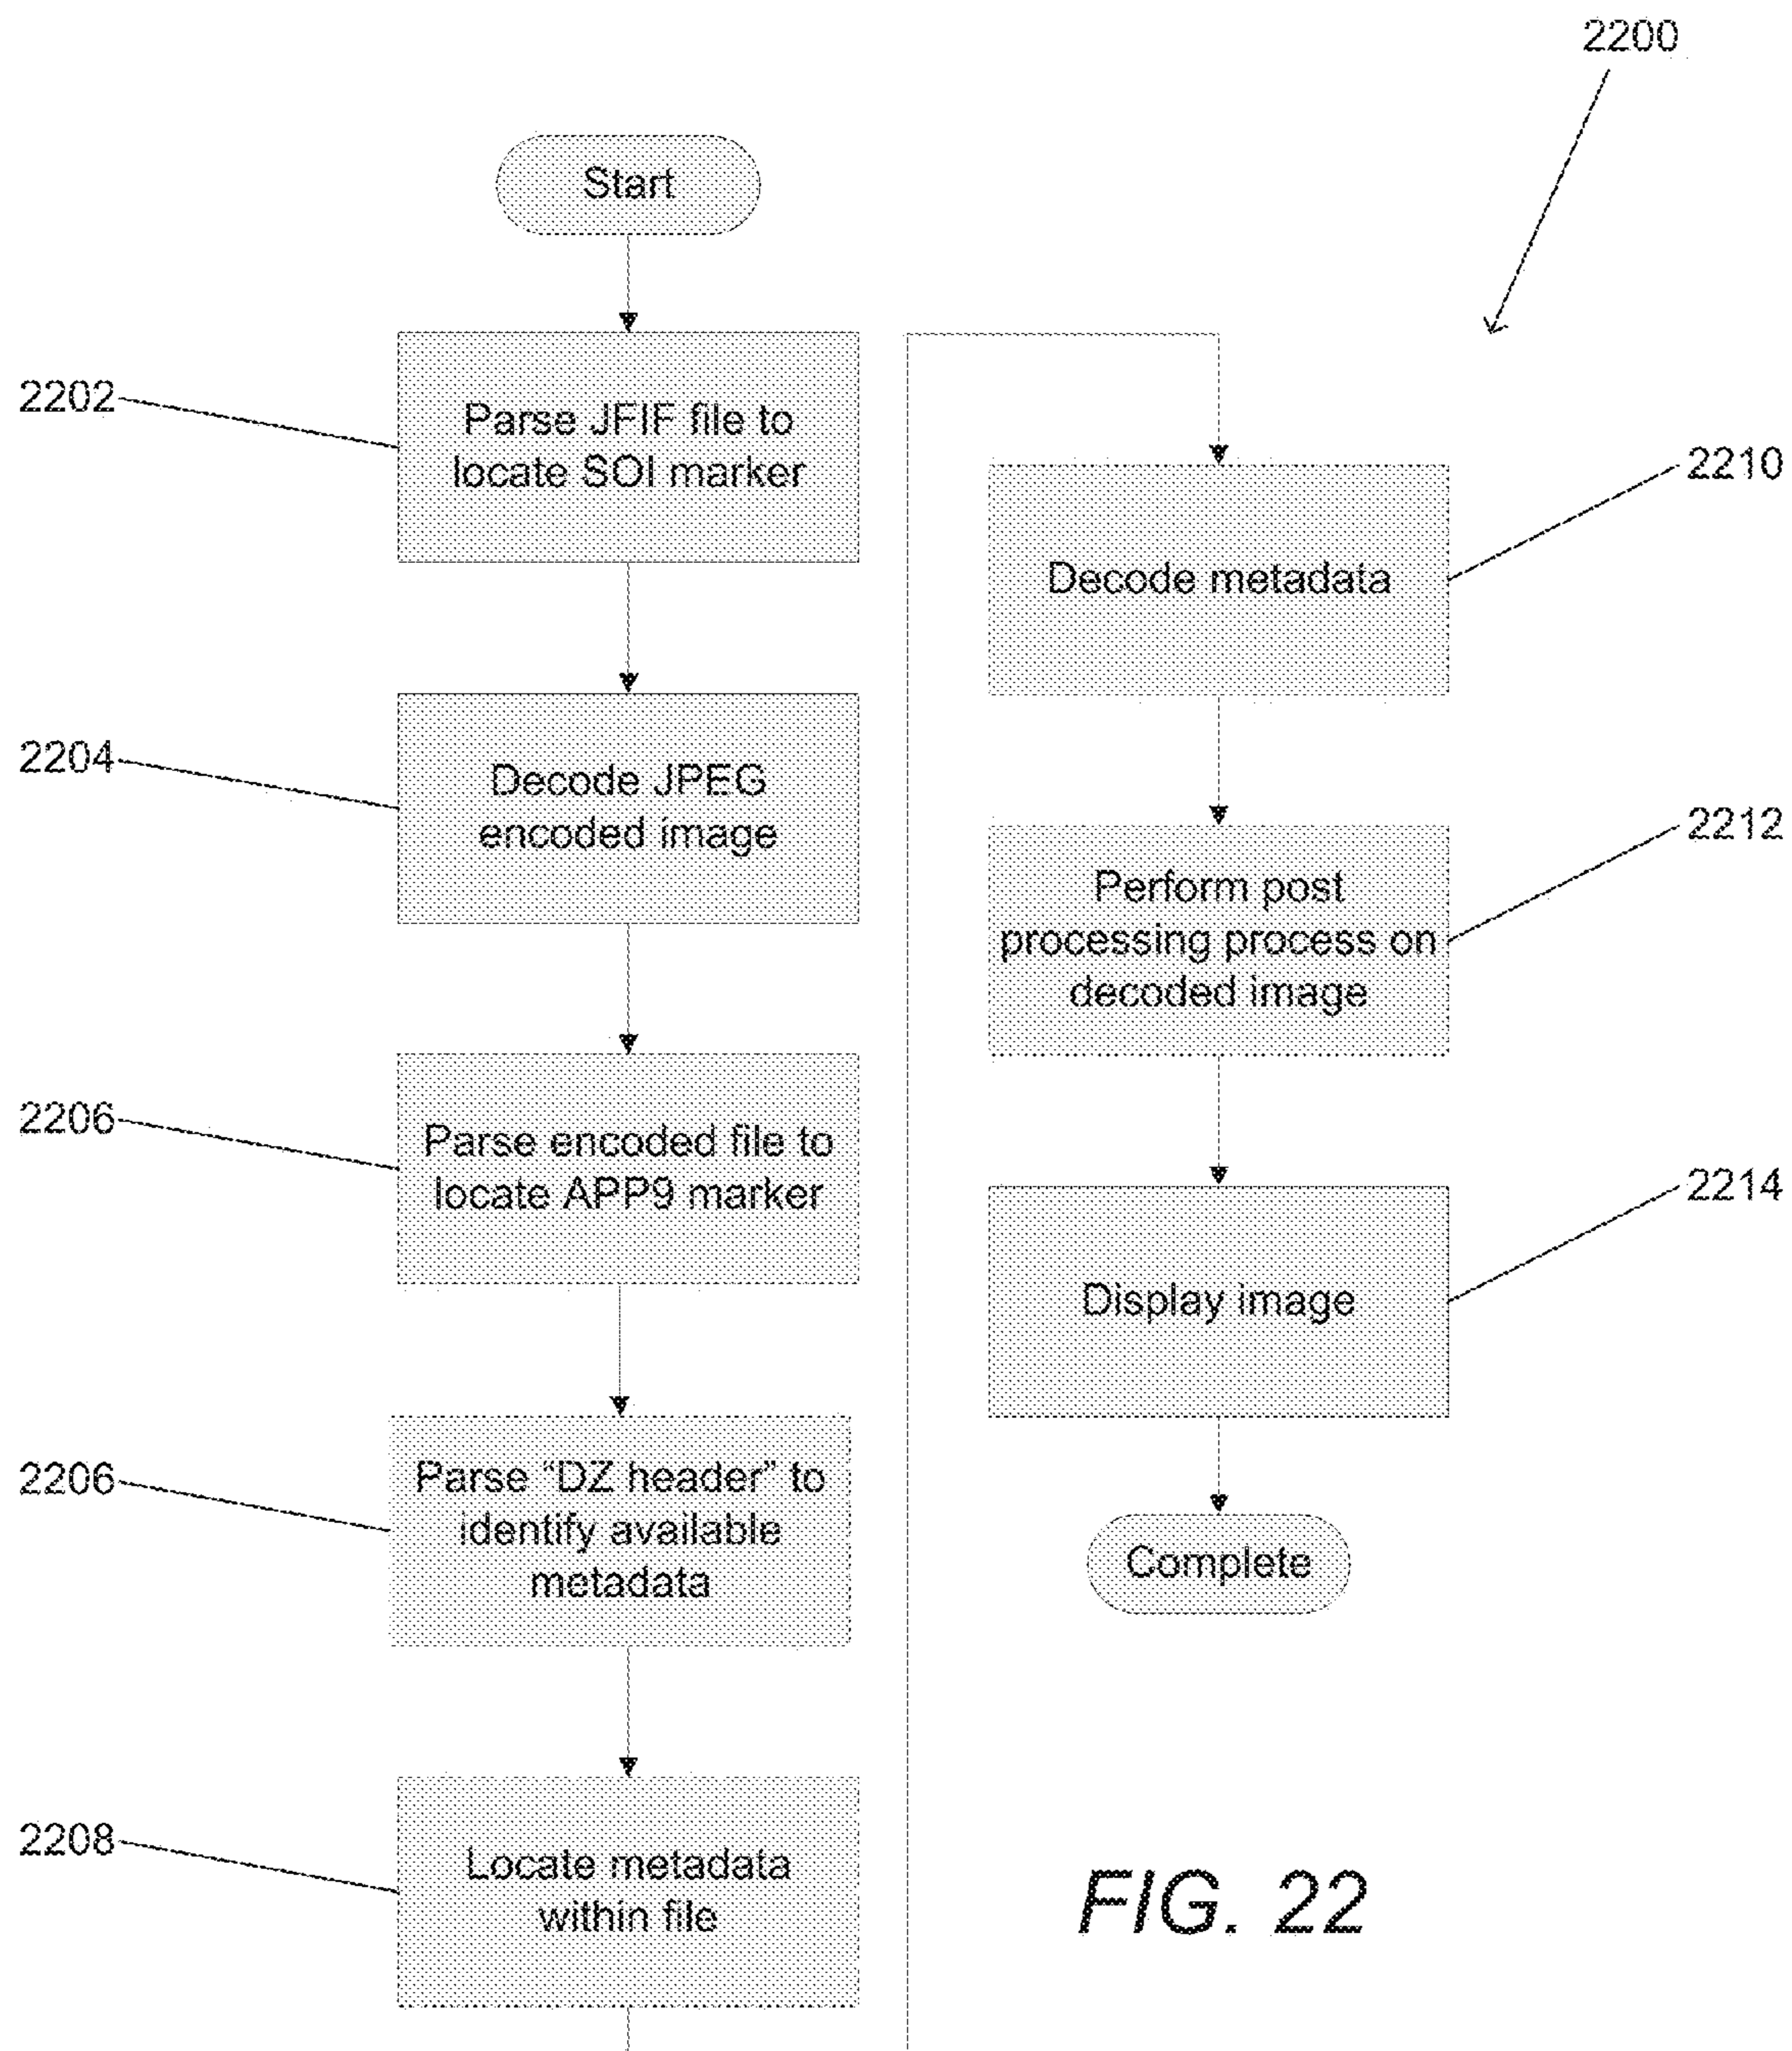 2200
Start
2202
Parse JFIF file to
locate SOI marker
2204
Decode JPEG
encoded image
2206
Parse encoded file to
locate APP9 marker
2206
Parse “DZ header” to
identify available
metadata
2208
Locate metadata
within file
2210
Decode metadata
2212
Perform post
processing process on
decoded image
2214
Display image
Complete
FIG. 22